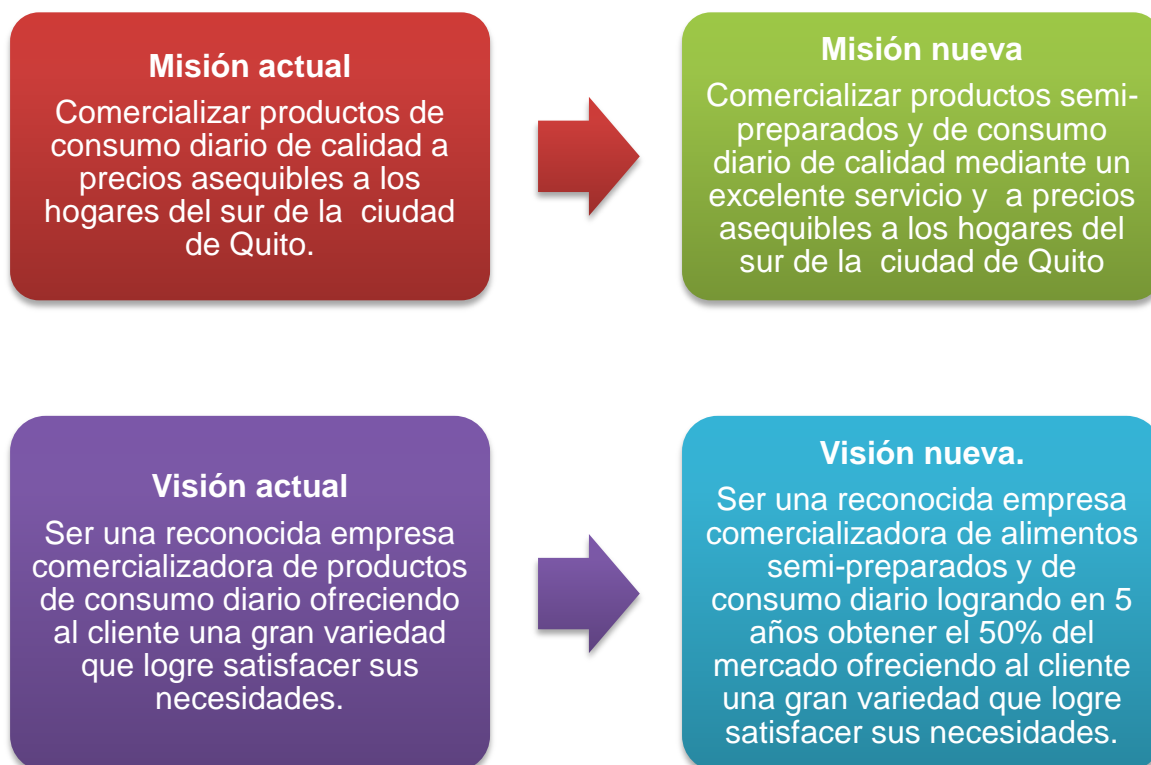 Misión actual
Comercializar productos de
consumo diario de calidad a
precios asequibles a los
hogares del sur de la  ciudad
de Quito.
Misión nueva
Comercializar productos semi-
preparados y de consumo
diario de calidad mediante un
excelente servicio y  a precios
asequibles a los hogares del
sur de la  ciudad de Quito
Visión actual
Ser una reconocida empresa
comercializadora de productos
de consumo diario ofreciendo
al cliente una gran variedad
que logre satisfacer sus
necesidades.
Visión nueva.
Ser una reconocida empresa
comercializadora de alimentos
semi-preparados y de
consumo diario logrando en 5
años obtener el 50% del
mercado ofreciendo al cliente
una gran variedad que logre
satisfacer sus necesidades.